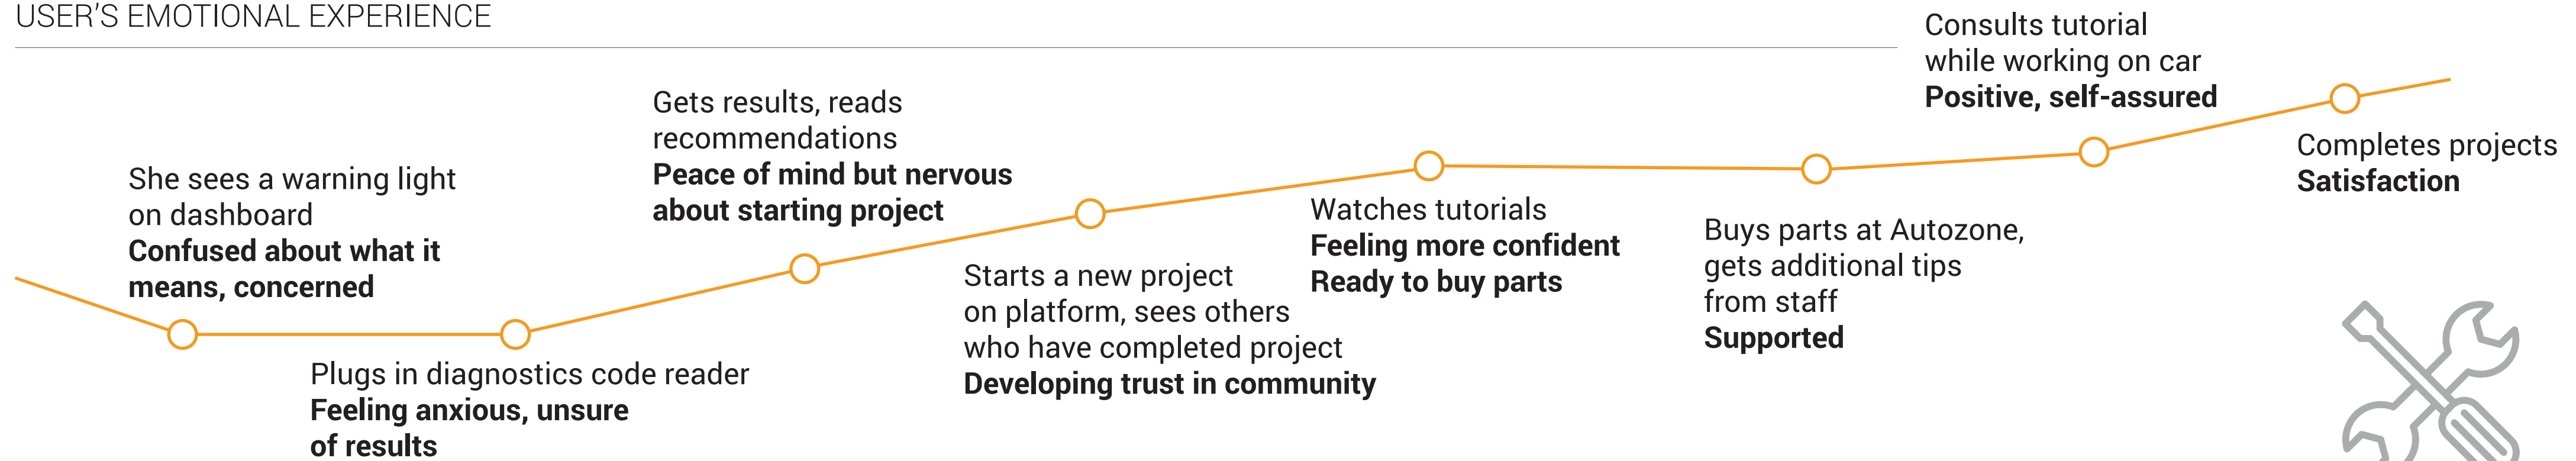 USER'S EMOTIONAL EXPERIENCE
She sees a warning light
on dashboard
Confused about what it
means, concerned
Plugs in diagnostics code reader
Feeling anxious, unsure
of results
Gets results, reads
recommendations
Peace of mind but nervous
about starting project
Starts a new project
on platform, sees others
who have completed project
Developing trust in community
Watches tutorials
Feeling more confident
Ready to buy parts
Buys parts at Autozone,
gets additional tips
from staff
Supported
Consults tutorial
while working on car
Positive, self-assured
Completes projects
Satisfaction